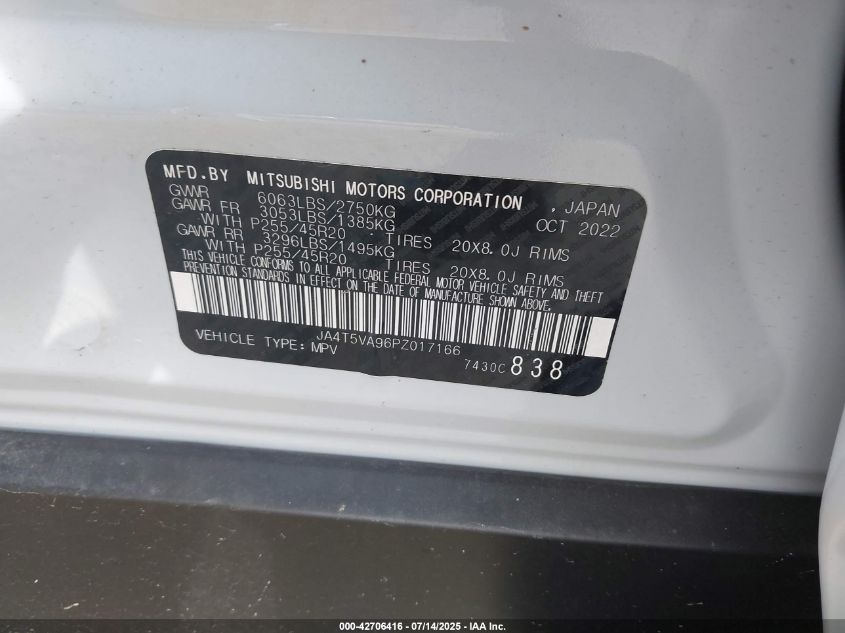 MFD.BY MITSUBISHI MOTORS CORPORATION , JAPAN
GVWR 6063LBS/2750KG OCT 2022
GAWR FR 3053LBS/1385KG
WITH P255/45R20 TIRES 20X8.0J RIMS
GAWR RR 3296LBS/1495KG
WITH P255/45R20 TIRES 20X8.0J RIMS
THIS VEHICLE CONFORMS TO ALL APPLICABLE FEDERAL MOTOR VEHICLE SAFETY AND THEFT
PREVENTION STANDARDS IN EFFECT ON THE DATE OF MANUFACTURE SHOWN ABOVE.
JA4T5VA96PZ017166
VEHICLE TYPE: MPV 7430C 838
000-42706416 - 07/14/2025 - IAA Inc.